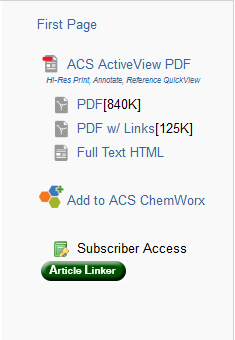 First Page
ACS ActiveView PDF
Hi-Res Print, Annotate, Reference QuickView
PDF[840K]
PDF w/ Links[125K]
Full Text HTML
Add to ACS ChemWorx
Subscriber Access
Article Linker